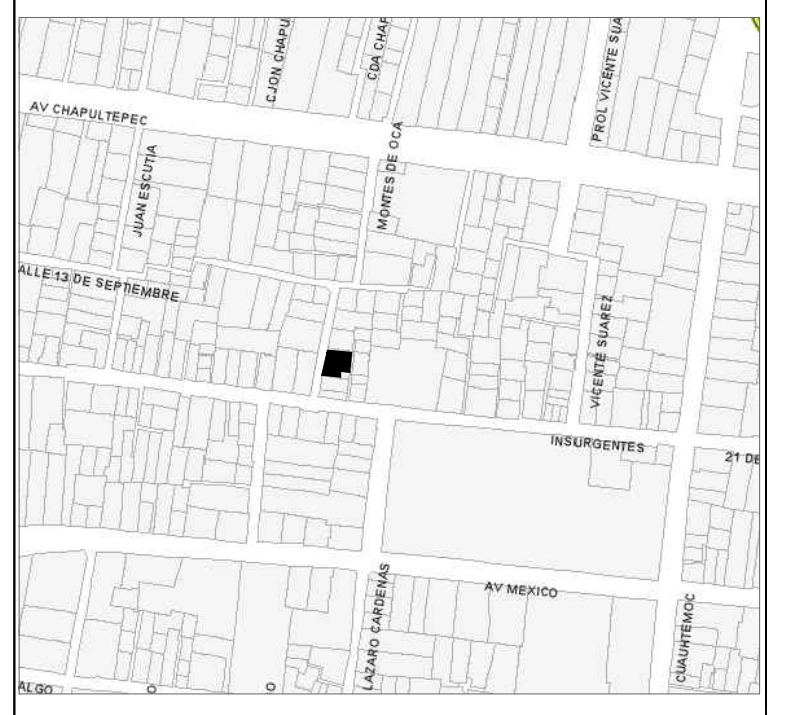 CJON CHAPU
CDA CHAP
PROL VICENTE SUA
AV CHAPULTEPEC
JUAN ESCUTIA
MONTES DE OCA
ALLE 13 DE SEPTIEMBRE
VICENTE SUAREZ
INSURGENTES
21 DE
AV MEXICO
LAZARO CARDENAS
CUAUHTEMOC
ALGO
O
O